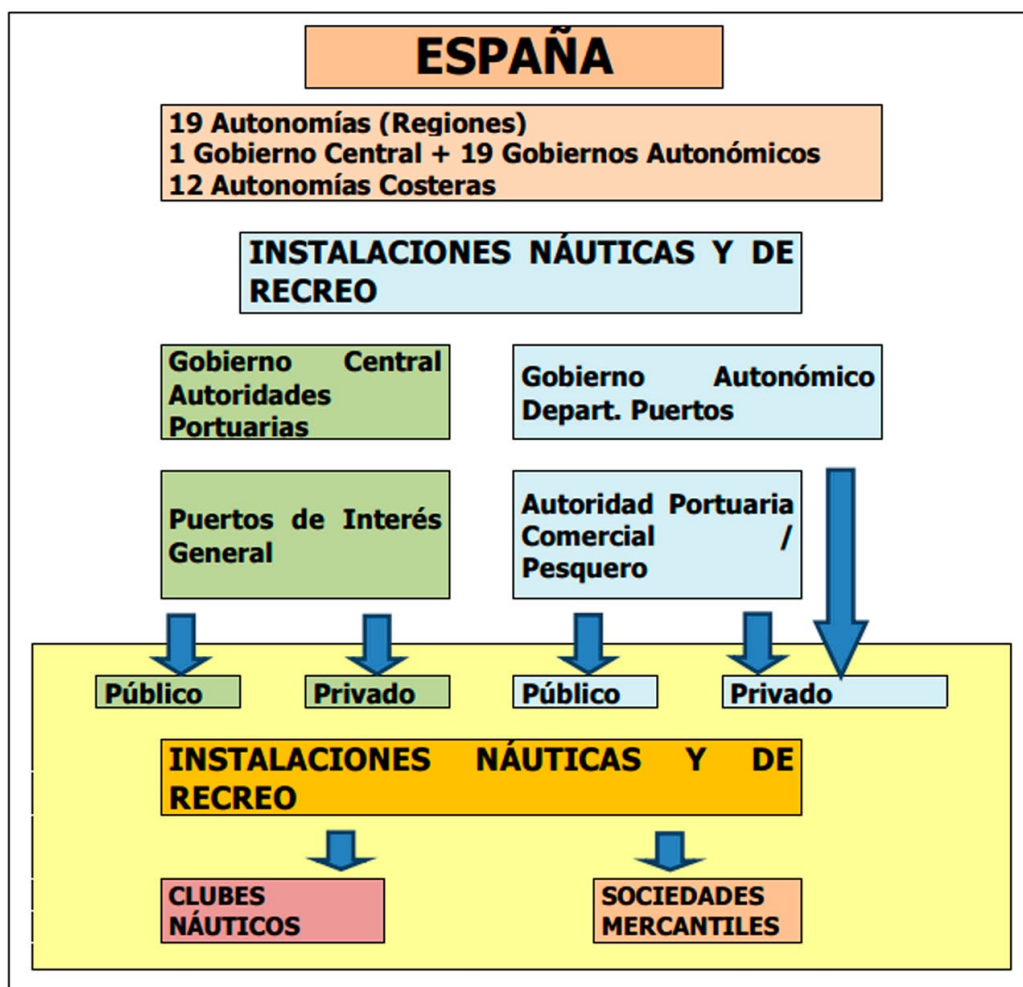 ESPAÑA
19 Autonomías (Regiones)
1 Gobierno Central + 19 Gobiernos Autonómicos
12 Autonomías Costeras
INSTALACIONES NÁUTICAS Y DE
RECREO
Gobierno Central
Autoridades
Portuarias
Gobierno Autonómico
Depart. Puertos
Puertos de Interés
General
Autoridad Portuaria
Comercial /
Pesquero
Público
Privado
Público
Privado
INSTALACIONES NÁUTICAS Y DE
RECREO
CLUBES
NÁUTICOS
SOCIEDADES
MERCANTILES